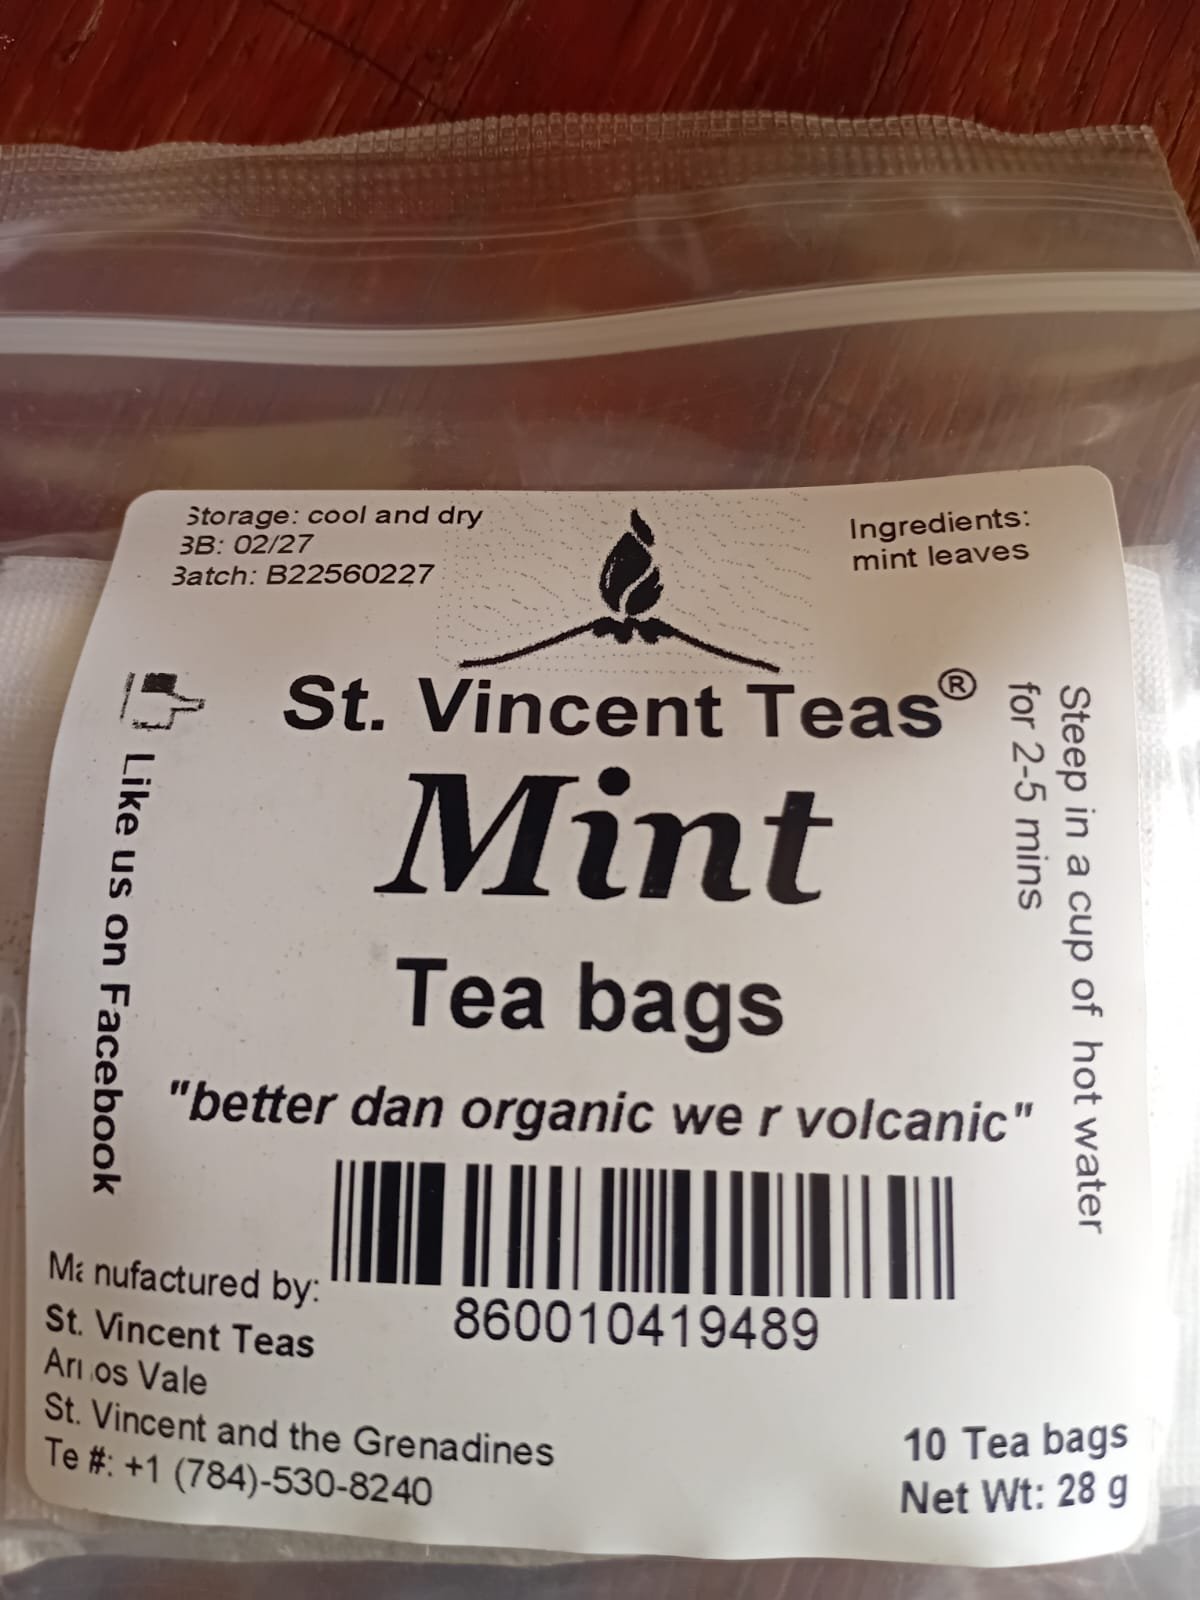 Storage: cool and dry
BB: 02/27
Batch: B22560227
Ingredients:
mint leaves
St. Vincent Teas®
Mint
Tea bags
"better dan organic we r volcanic"
Like us on Facebook
Steep in a cup of hot water
for 2-5 mins
860010419489
Manufactured by:
St. Vincent Teas
Arnos Vale
St. Vincent and the Grenadines
Te #: +1 (784)-530-8240
10 Tea bags
Net Wt: 28 g